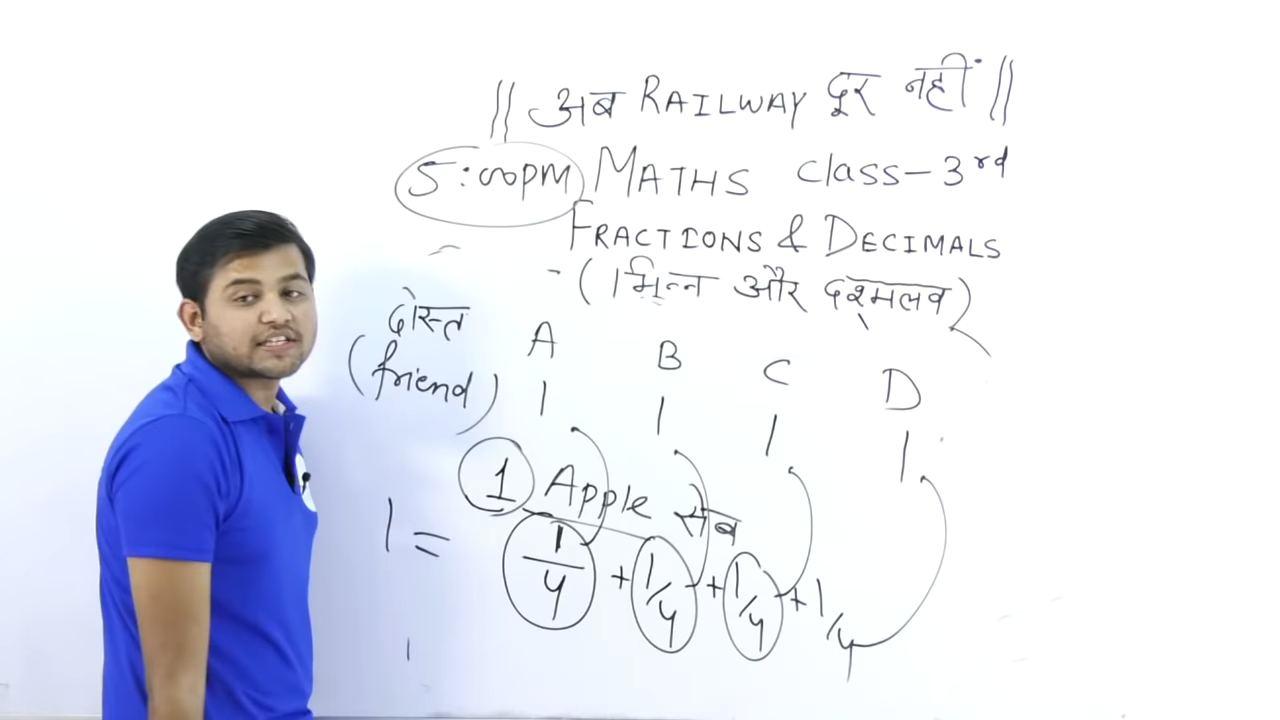 || अब RAILWAY दूर नहीं ||
5:00PM MATHS Class-3rd
FRACTIONS & DECIMALS
- (भिन्न और दशमलव)
दोस्त A B C D
(friend) 1 1 1 1
1 Apple सेब
1 = 1/4 + 1/4 + 1/4 + 1/4